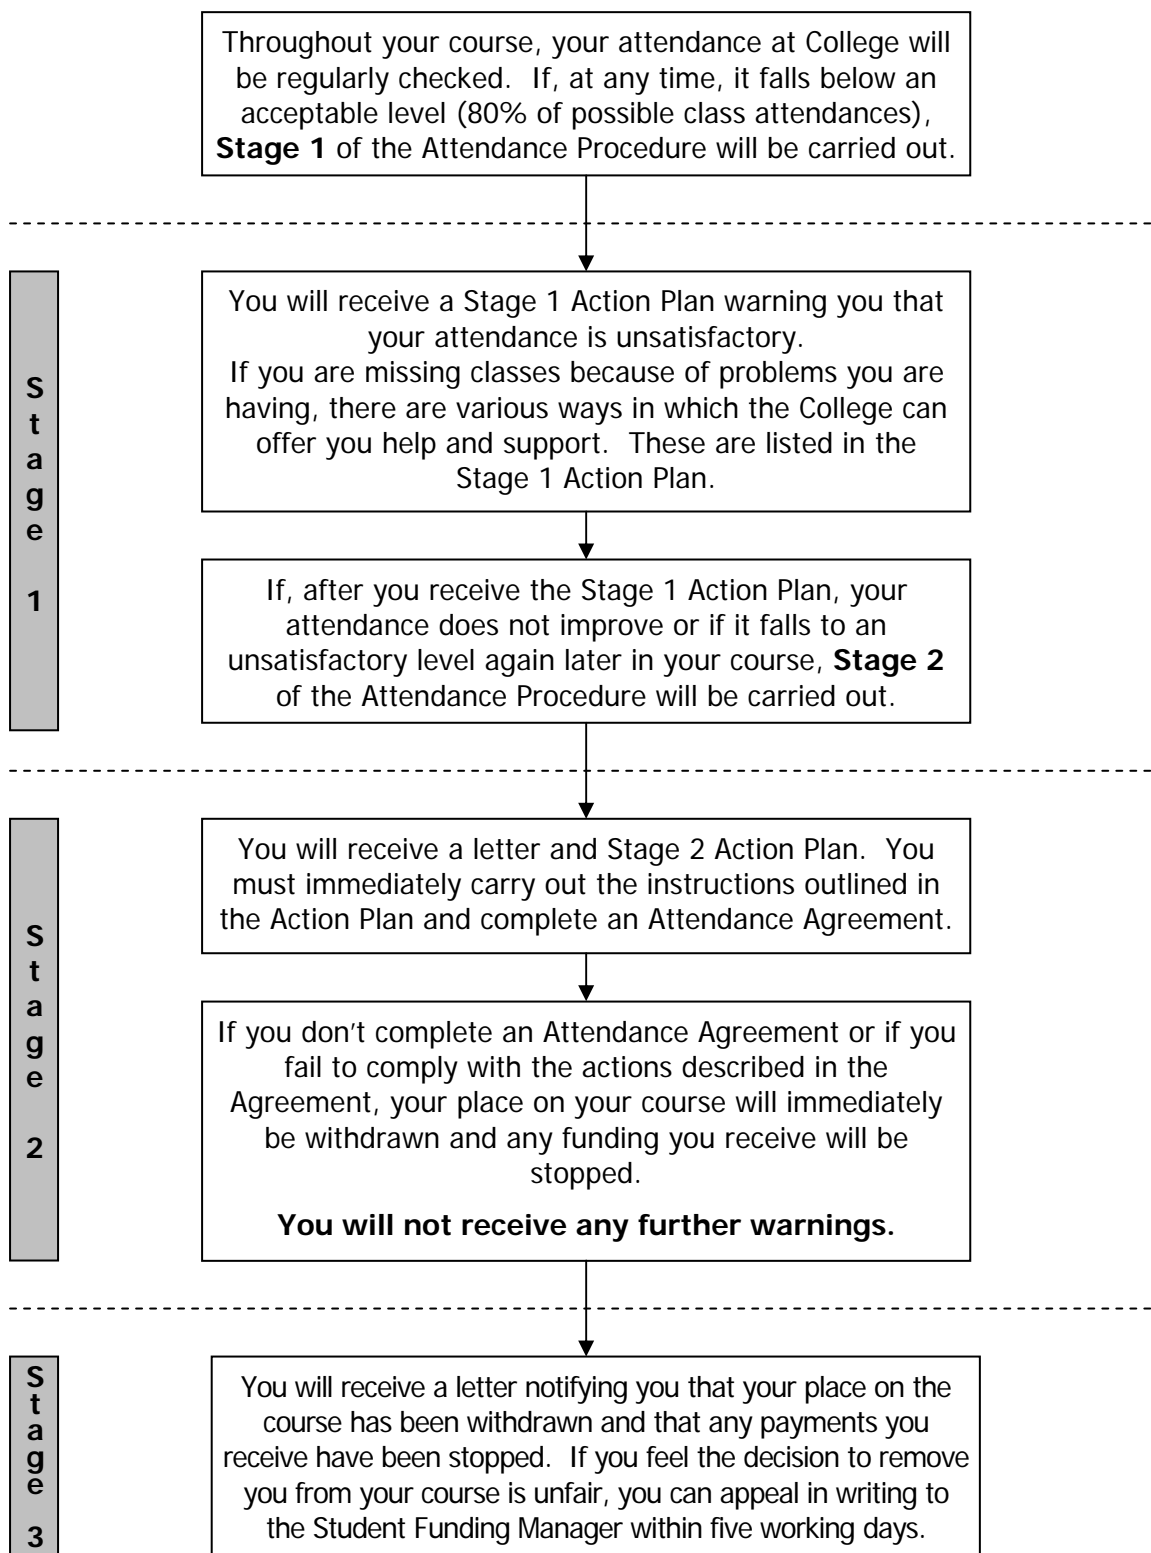 Throughout your course, your attendance at College will
be regularly checked.  If, at any time, it falls below an
acceptable level (80% of possible class attendances),
Stage 1 of the Attendance Procedure will be carried out.
Stage 1
You will receive a Stage 1 Action Plan warning you that
your attendance is unsatisfactory.
If you are missing classes because of problems you are
having, there are various ways in which the College can
offer you help and support.  These are listed in the
Stage 1 Action Plan.
If, after you receive the Stage 1 Action Plan, your
attendance does not improve or if it falls to an
unsatisfactory level again later in your course, Stage 2
of the Attendance Procedure will be carried out.
Stage 2
You will receive a letter and Stage 2 Action Plan.  You
must immediately carry out the instructions outlined in
the Action Plan and complete an Attendance Agreement.
If you don’t complete an Attendance Agreement or if you
fail to comply with the actions described in the
Agreement, your place on your course will immediately
be withdrawn and any funding you receive will be
stopped.
You will not receive any further warnings.
Stage 3
You will receive a letter notifying you that your place on the
course has been withdrawn and that any payments you
receive have been stopped.  If you feel the decision to remove
you from your course is unfair, you can appeal in writing to
the Student Funding Manager within five working days.